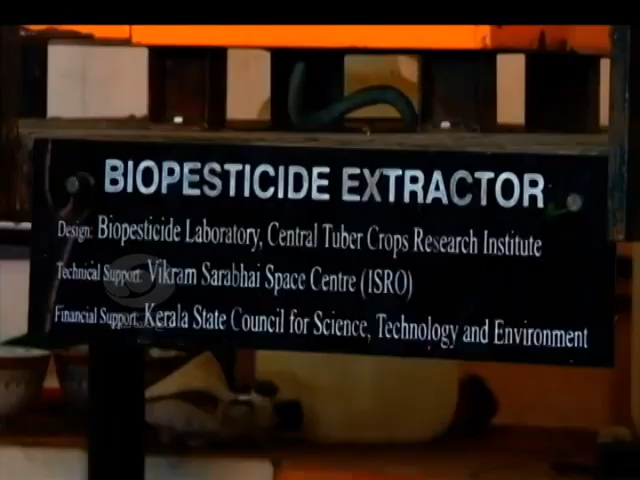 BIOPESTICIDE EXTRACTOR
Design: Biopesticide Laboratory, Central Tuber Crops Research Institute
Technical Support: Vikram Sarabhai Space Centre (ISRO)
Financial Support: Kerala State Council for Science, Technology and Environment